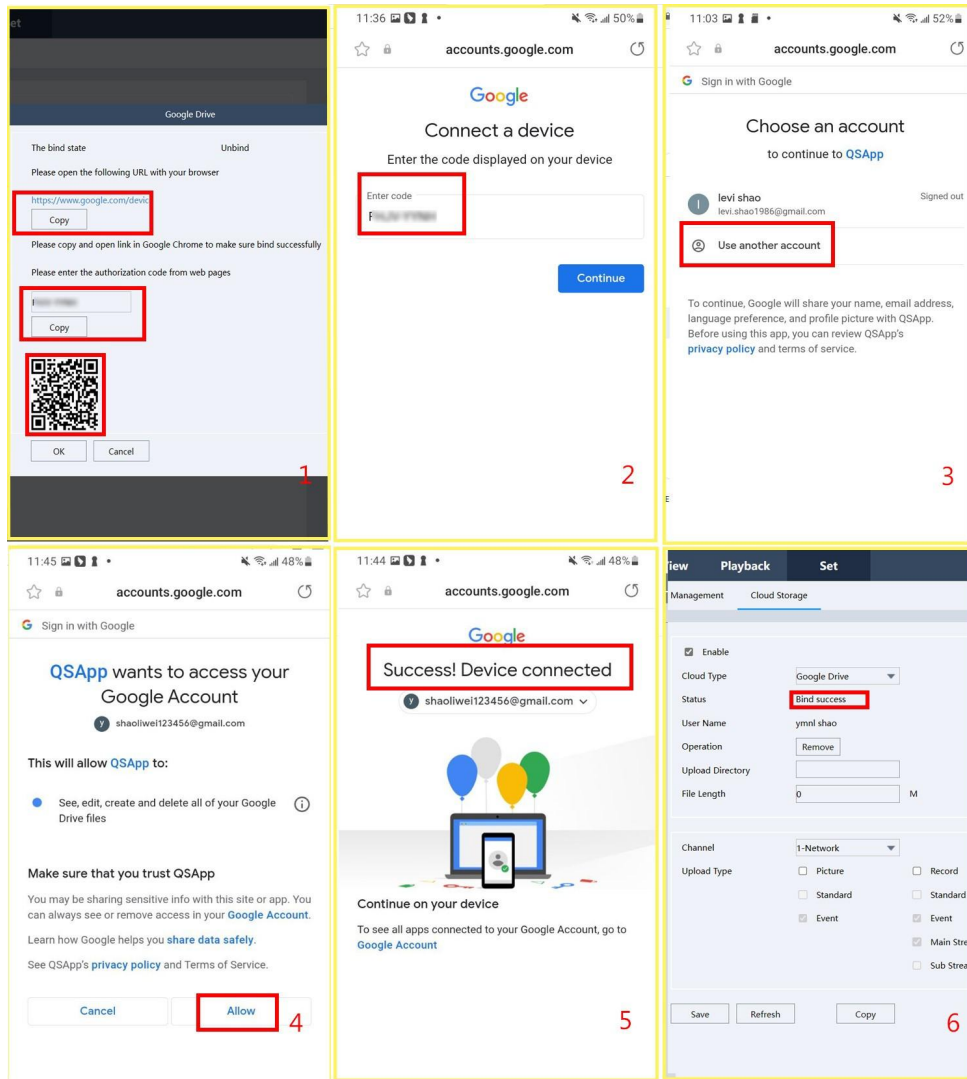 et
Google Drive
The bind state Unbind
Please open the following URL with your browser
https://www.google.com/devic
Copy
Please copy and open link in Google Chrome to make sure bind successfully
Please enter the authorization code from web pages
Copy
OK Cancel
1
11:36 50%
accounts.google.com
Google
Connect a device
Enter the code displayed on your device
Enter code
Continue
2
11:03 52%
accounts.google.com
Sign in with Google
Choose an account
to continue to QSApp
levi shao Signed out
levi.shao1986@gmail.com
Use another account
To continue, Google will share your name, email address,
language preference, and profile picture with QSApp.
Before using this app, you can review QSApp's
privacy policy and terms of service.
3
11:45 48%
accounts.google.com
Sign in with Google
QSApp wants to access your
Google Account
y shaoliwei123456@gmail.com
This will allow QSApp to:
See, edit, create and delete all of your Google
Drive files
Make sure that you trust QSApp
You may be sharing sensitive info with this site or app. You
can always see or remove access in your Google Account.
Learn how Google helps you share data safely.
See QSApp's privacy policy and Terms of Service.
Cancel Allow
4
11:44 48%
accounts.google.com
Google
Success! Device connected
y shaoliwei123456@gmail.com
Continue on your device
To see all apps connected to your Google Account, go to
Google Account
5
iew Playback Set
Management Cloud Storage
Enable
Cloud Type Google Drive
Status Bind success
User Name ymnl shao
Operation Remove
Upload Directory
File Length 0 M
Channel 1-Network
Upload Type Picture Record
Standard Standard
Event Event
Main Stre
Sub Strea
Save Refresh Copy
6